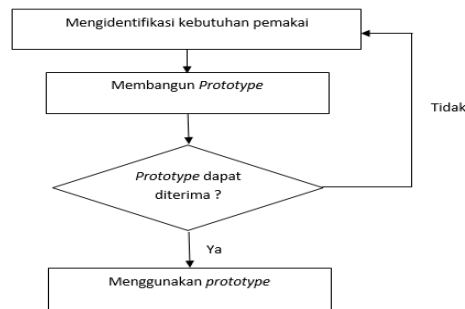 Mengidentifikasi kebutuhan pemakai
Membangun Prototype
Tidak
Prototype dapat
diterima ?
Ya
Menggunakan prototype